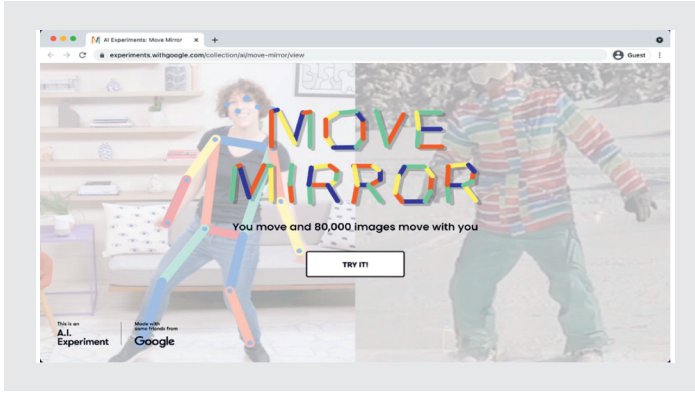 AI Experiments: Move Mirror
experiments.withgoogle.com/collection/ai/move-mirror/view
Guest
MOVE
MIRROR
You move and 80,000 images move with you
TRY IT!
This is an
A.I.
Experiment
Made with
some friends from
Google